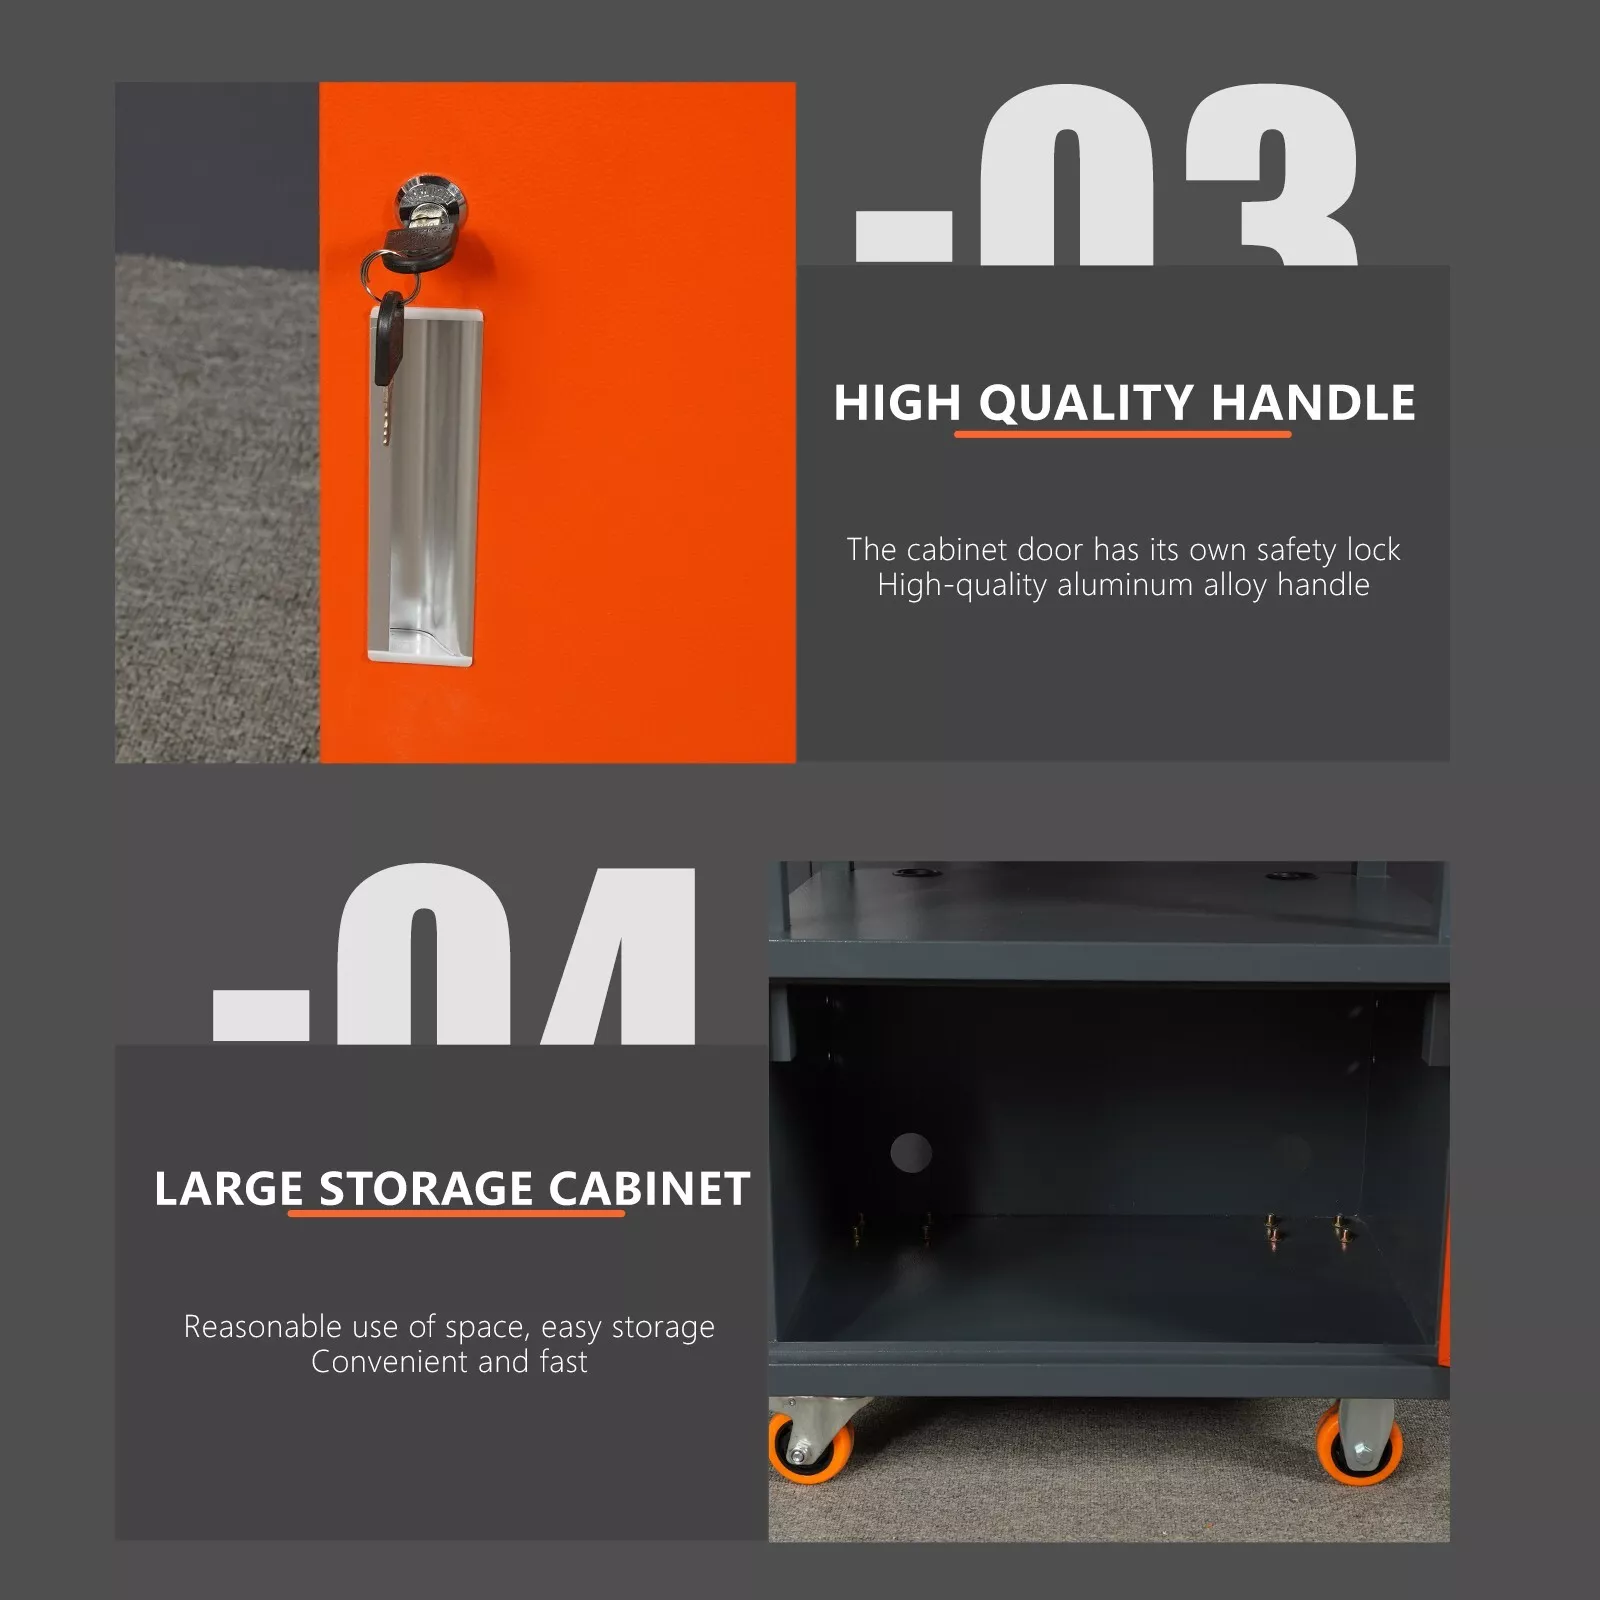 -03
HIGH QUALITY HANDLE
The cabinet door has its own safety lock
High-quality aluminum alloy handle
-04
LARGE STORAGE CABINET
Reasonable use of space, easy storage
Convenient and fast